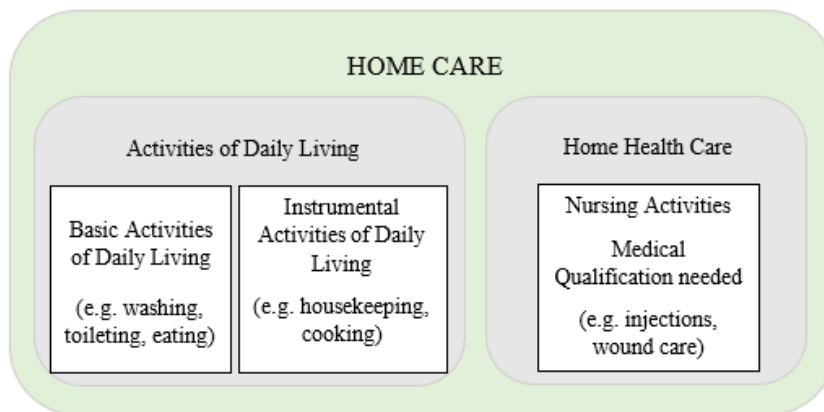 HOME CARE
Activities of Daily Living
Basic Activities
of Daily Living
(e.g. washing,
toileting, eating)
Instrumental
Activities of Daily
Living
(e.g. housekeeping,
cooking)
Home Health Care
Nursing Activities
Medical
Qualification needed
(e.g. injections,
wound care)